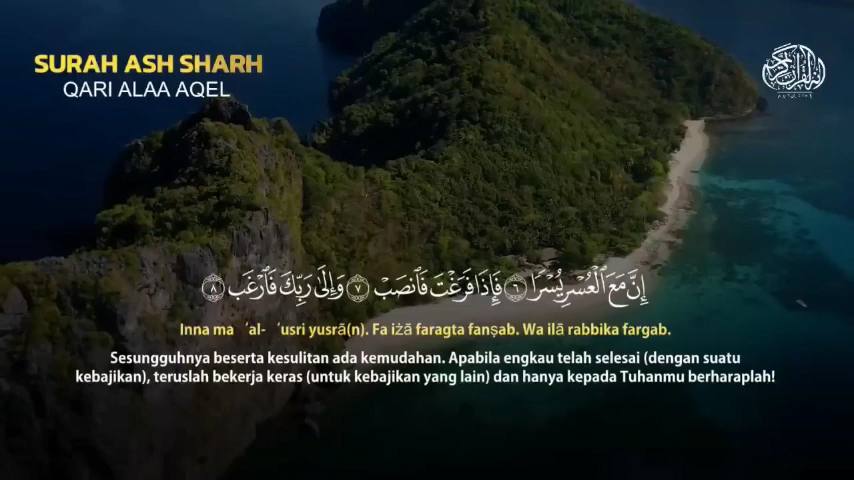 SURAH ASH SHARH
QARI ALAA AQEL
إِنَّ مَعَ ٱلْعُسْرِ يُسْرًا ۝٦ فَإِذَا فَرَغْتَ فَٱنصَبْ ۝٧ وَإِلَىٰ رَبِّكَ فَٱرْغَب ۝٨
Inna ma‘al-‘usri yusrā(n). Fa iżā faragta fanṣab. Wa ilā rabbika fargab.
Sesungguhnya beserta kesulitan ada kemudahan. Apabila engkau telah selesai (dengan suatu
kebajikan), teruslah bekerja keras (untuk kebajikan yang lain) dan hanya kepada Tuhanmu berharaplah!